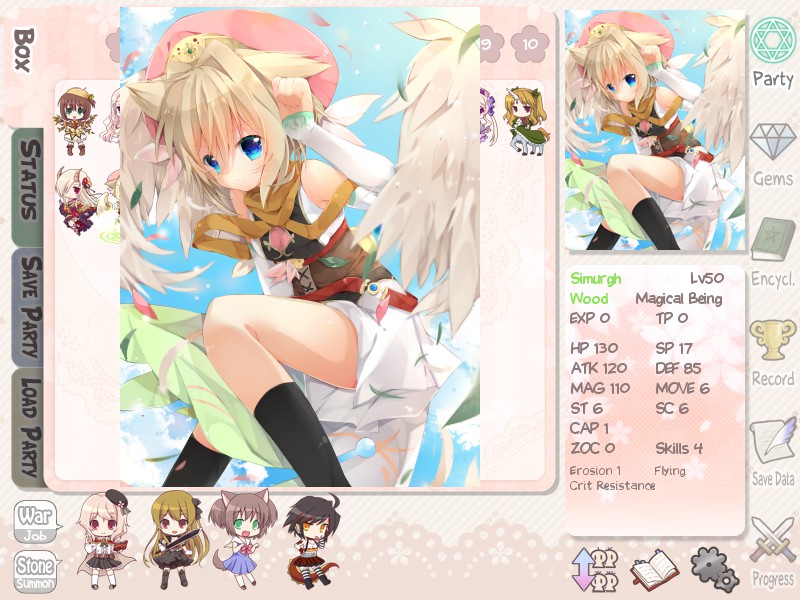 Box
9
10
STATUS
SAVE PARTY
LOAD PARTY
War
Job
Stone
Summon
Simurgh Lv50
Wood Magical Being
EXP 0 TP 0
HP 130 SP 17
ATK 120 DEF 85
MAG 110 MOVE 6
ST 6 SC 6
CAP 1
ZOC 0 Skills 4
Erosion 1 Flying
Crit Resistance
Party
Gems
Encycl.
Record
Save Data
Progress